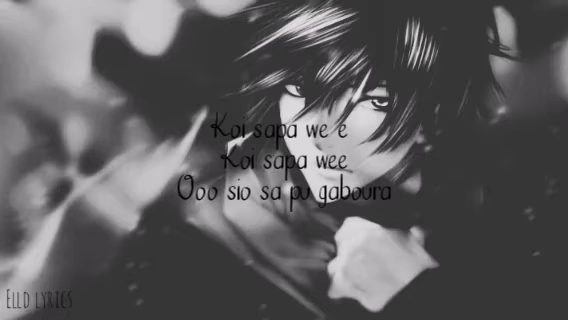 Koi sapa we e
Koi sapa wee
Ooo sio sa pu gaboura
Elld lyrics